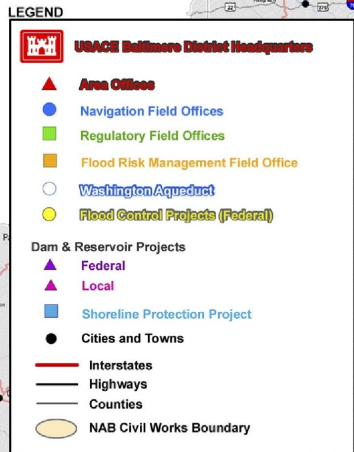 LEGEND
USACE Baltimore District Headquarters
Area Offices
Navigation Field Offices
Regulatory Field Offices
Flood Risk Management Field Office
Washington Aqueduct
Flood Control Projects (Federal)
Dam & Reservoir Projects
Federal
Local
Shoreline Protection Project
Cities and Towns
Interstates
Highways
Counties
NAB Civil Works Boundary